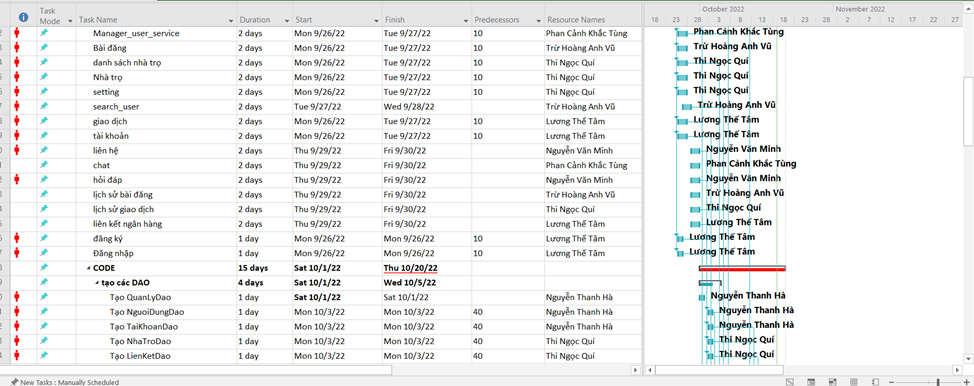 October 2022 November 2022
Task Mode Task Name Duration Start Finish Predecessors Resource Names 18 23 28 3 8 13 18 23 28 2 7 12 17 22 27
2 Manager_user_service 2 days Mon 9/26/22 Tue 9/27/22 10 Phan Cảnh Khắc Tùng Phan Cảnh Khắc Tùng
3 Bài đăng 2 days Mon 9/26/22 Tue 9/27/22 10 Trừ Hoàng Anh Vũ Trừ Hoàng Anh Vũ
4 danh sách nhà trọ 2 days Mon 9/26/22 Tue 9/27/22 10 Thi Ngọc Quí Thi Ngọc Quí
5 Nhà trọ 2 days Mon 9/26/22 Tue 9/27/22 10 Thi Ngọc Quí Thi Ngọc Quí
6 setting 2 days Mon 9/26/22 Tue 9/27/22 10 Thi Ngọc Quí Thi Ngọc Quí
7 search_user 2 days Tue 9/27/22 Wed 9/28/22 Trừ Hoàng Anh Vũ Trừ Hoàng Anh Vũ
8 giao dịch 2 days Mon 9/26/22 Tue 9/27/22 10 Lương Thế Tâm Lương Thế Tâm
9 tài khoản 2 days Mon 9/26/22 Tue 9/27/22 10 Lương Thế Tâm Lương Thế Tâm
0 liên hệ 2 days Thu 9/29/22 Fri 9/30/22 Nguyễn Văn Minh Nguyễn Văn Minh
1 chat 2 days Thu 9/29/22 Fri 9/30/22 Phan Cảnh Khắc Tùng Phan Cảnh Khắc Tùng
2 hỏi đáp 2 days Thu 9/29/22 Fri 9/30/22 Nguyễn Văn Minh Nguyễn Văn Minh
3 lịch sử bài đăng 2 days Thu 9/29/22 Fri 9/30/22 Trừ Hoàng Anh Vũ Trừ Hoàng Anh Vũ
4 lịch sử giao dịch 2 days Thu 9/29/22 Fri 9/30/22 Thi Ngọc Quí Thi Ngọc Quí
5 liên kết ngân hàng 2 days Thu 9/29/22 Fri 9/30/22 Lương Thế Tâm Lương Thế Tâm
6 đăng ký 1 day Mon 9/26/22 Mon 9/26/22 10 Lương Thế Tâm Lương Thế Tâm
7 Đăng nhập 1 day Mon 9/26/22 Mon 9/26/22 10 Lương Thế Tâm Lương Thế Tâm
8 CODE 15 days Sat 10/1/22 Thu 10/20/22
9 tạo các DAO 4 days Sat 10/1/22 Wed 10/5/22
0 Tạo QuanLyDao 1 day Sat 10/1/22 Sat 10/1/22 Nguyễn Thanh Hà Nguyễn Thanh Hà
1 Tạo NguoiDungDao 1 day Mon 10/3/22 Mon 10/3/22 40 Nguyễn Thanh Hà Nguyễn Thanh Hà
2 Tạo TaiKhoanDao 1 day Mon 10/3/22 Mon 10/3/22 40 Nguyễn Thanh Hà Nguyễn Thanh Hà
3 Tạo NhaTroDao 1 day Mon 10/3/22 Mon 10/3/22 40 Thi Ngọc Quí Thi Ngọc Quí
4 Tạo LienKetDao 1 day Mon 10/3/22 Mon 10/3/22 40 Thi Ngọc Quí Thi Ngọc Quí
New Tasks : Manually Scheduled